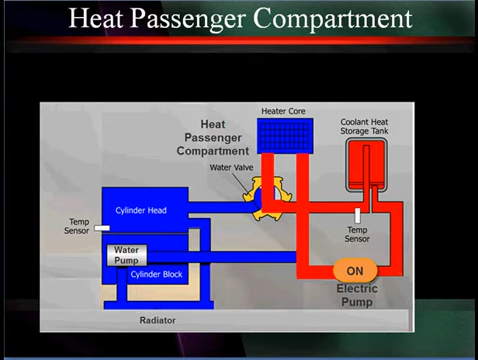 Heat Passenger Compartment
Heater Core
Coolant Heat
Storage Tank
Heat
Passenger
Compartment
Water Valve
Cylinder Head
Temp
Sensor
Temp
Sensor
Water
Pump
Cylinder Block
ON
Electric
Pump
Radiator